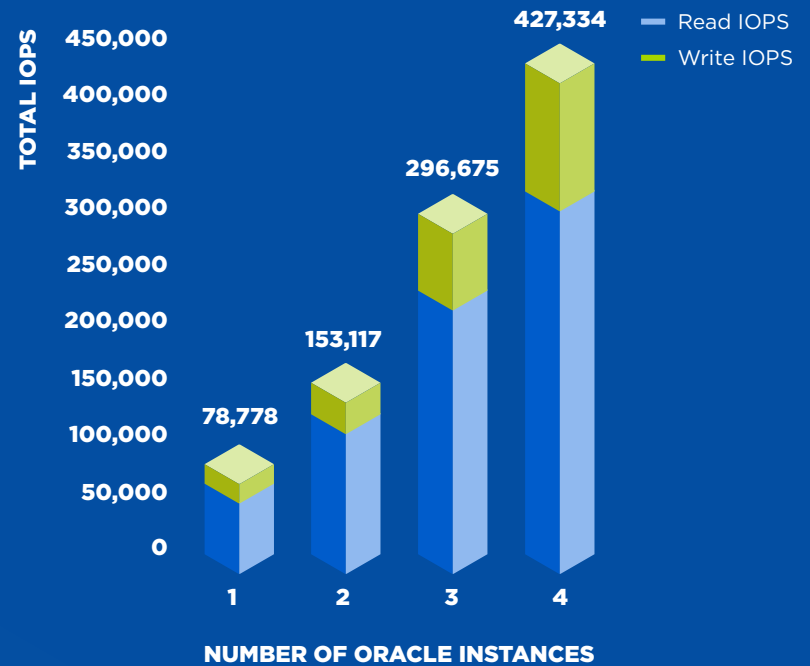 TOTAL IOPS
450,000
400,000
350,000
300,000
250,000
200,000
150,000
100,000
50,000
0
78,778
153,117
296,675
427,334
Read IOPS
Write IOPS
1 2 3 4
NUMBER OF ORACLE INSTANCES